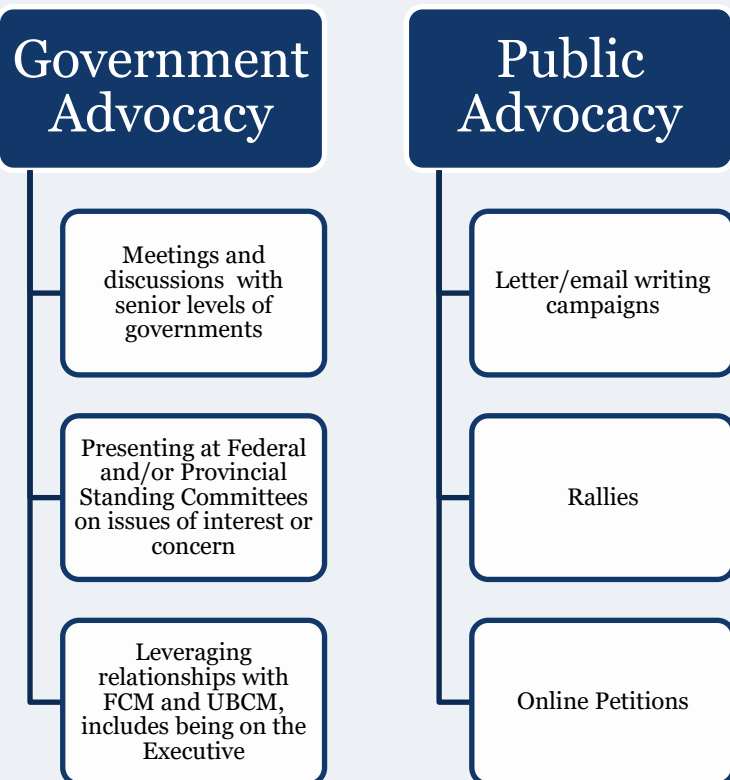 Government
Advocacy
Meetings and
discussions with
senior levels of
governments
Presenting at Federal
and/or Provincial
Standing Committees
on issues of interest or
concern
Leveraging
relationships with
FCM and UBCM,
includes being on the
Executive
Public
Advocacy
Letter/email writing
campaigns
Rallies
Online Petitions